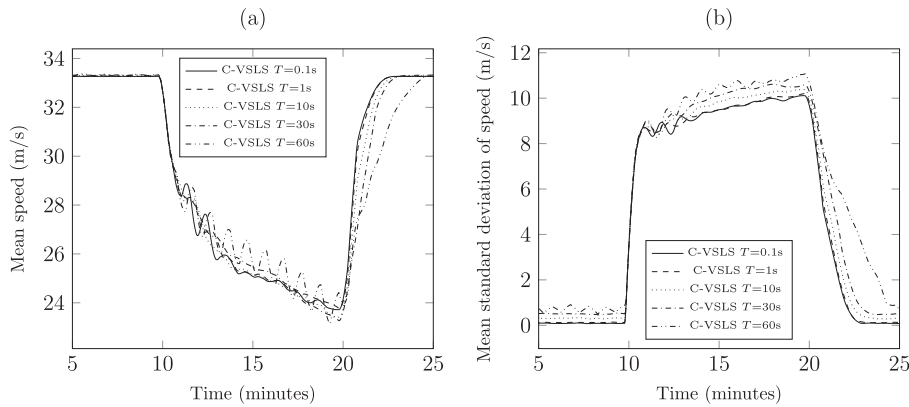 (a)
Mean speed (m/s)
34
32
30
28
26
24
C-VSLS T=0.1s
C-VSLS T=1s
C-VSLS T=10s
C-VSLS T=30s
C-VSLS T=60s
5 10 15 20 25
Time (minutes)
(b)
Mean standard deviation of speed (m/s)
12
10
8
6
4
2
0
C-VSLS T=0.1s
C-VSLS T=1s
C-VSLS T=10s
C-VSLS T=30s
C-VSLS T=60s
5 10 15 20 25
Time (minutes)